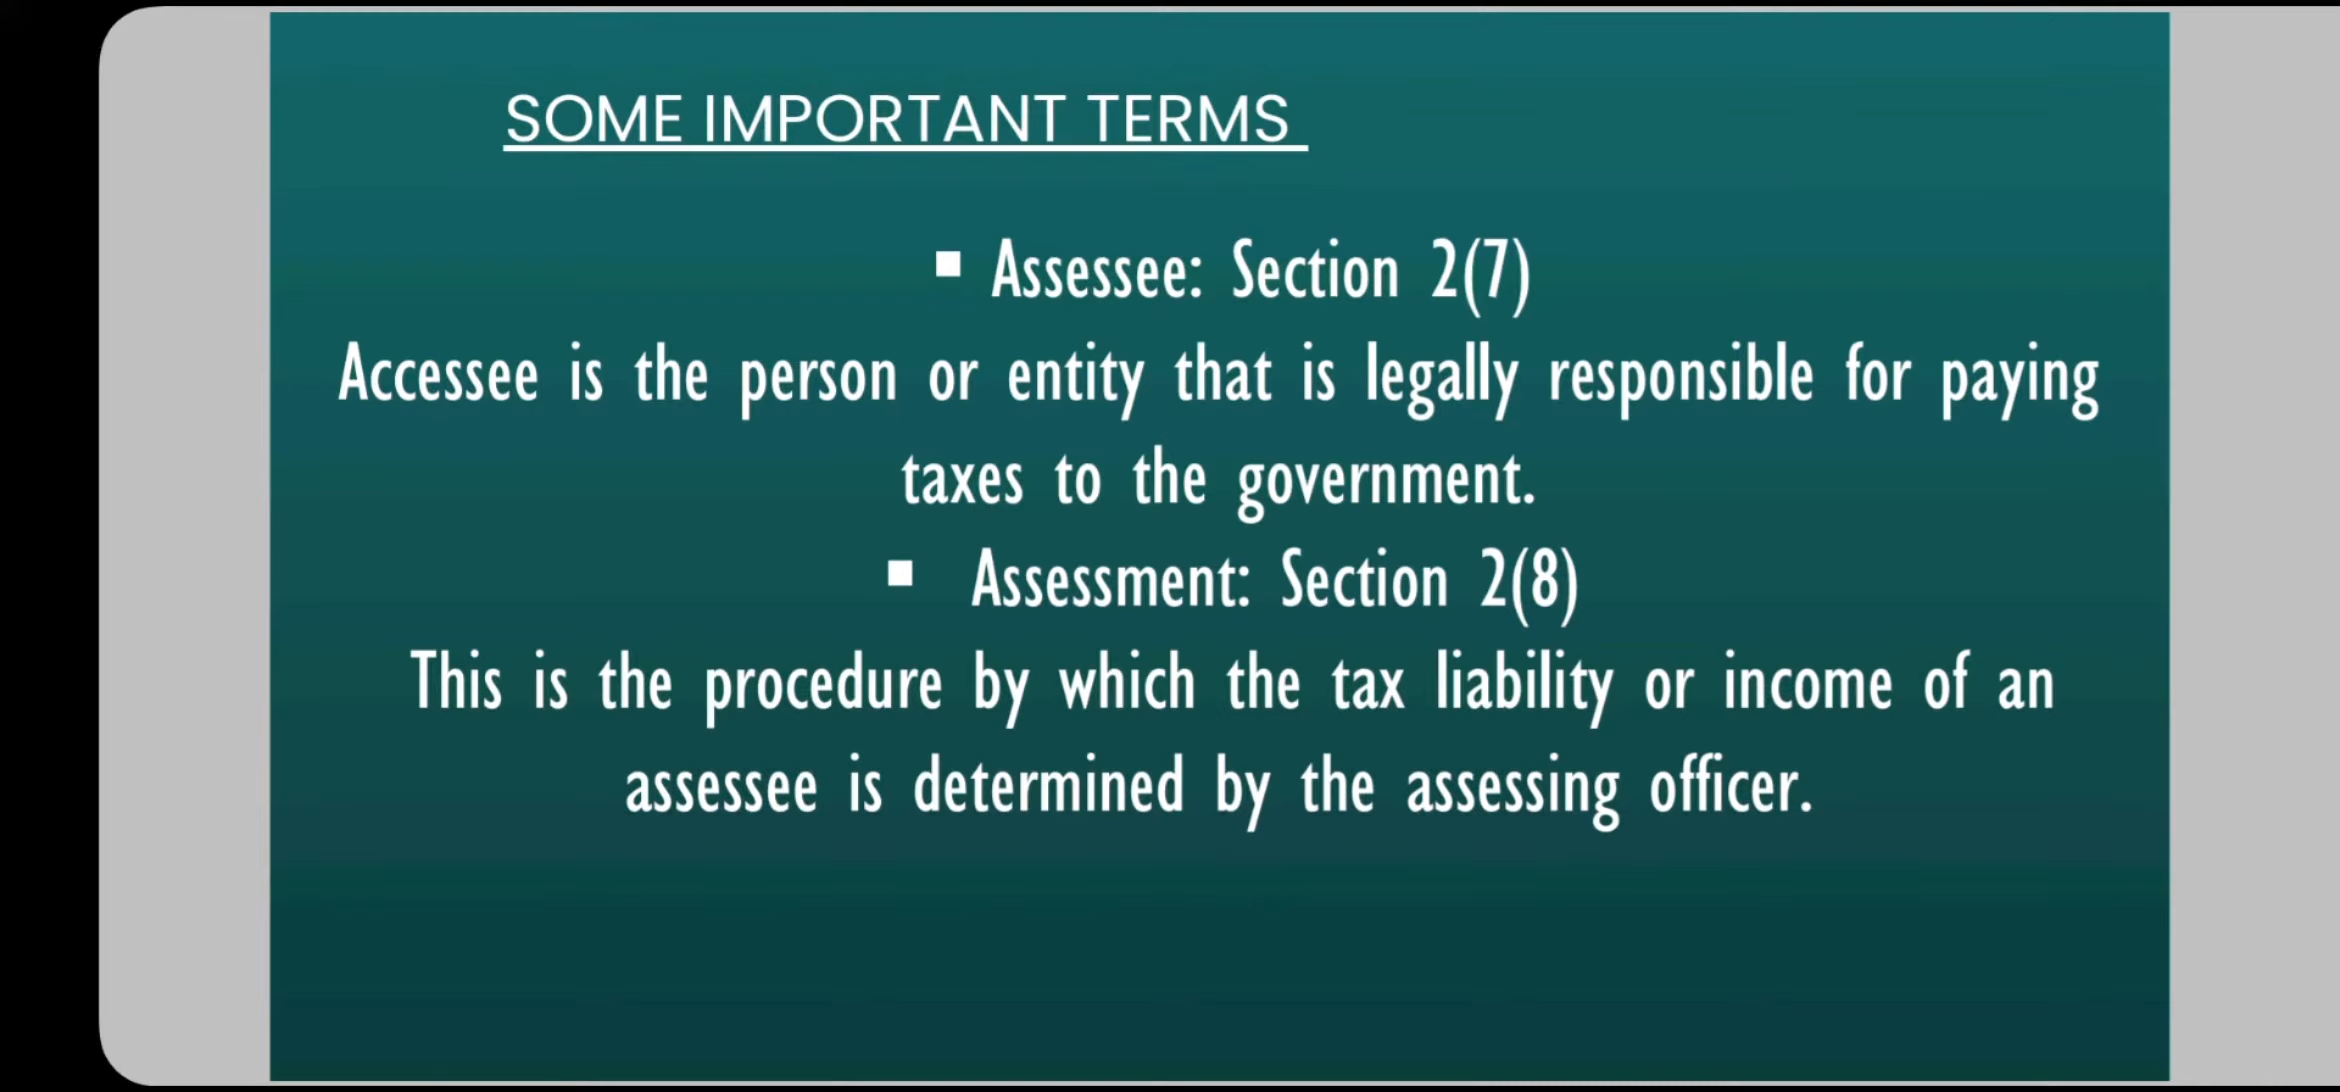 SOME IMPORTANT TERMS
▪ Assessee: Section 2(7)
Accessee is the person or entity that is legally responsible for paying
taxes to the government.
▪ Assessment: Section 2(8)
This is the procedure by which the tax liability or income of an
assessee is determined by the assessing officer.